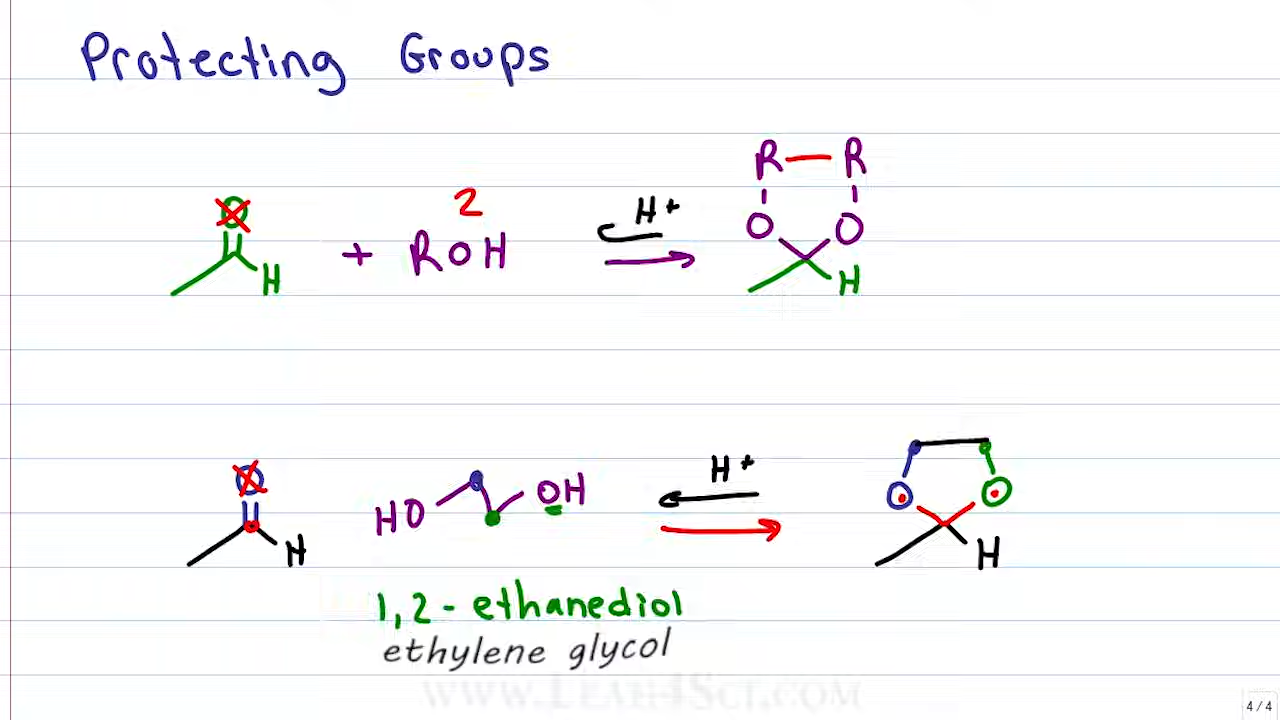 Protecting Groups
R — R
2
O H + ROH H+ O O H
O H HO OH H+ O O H
1,2- ethanediol
ethylene glycol
www.Leah4Sci.com
4/4